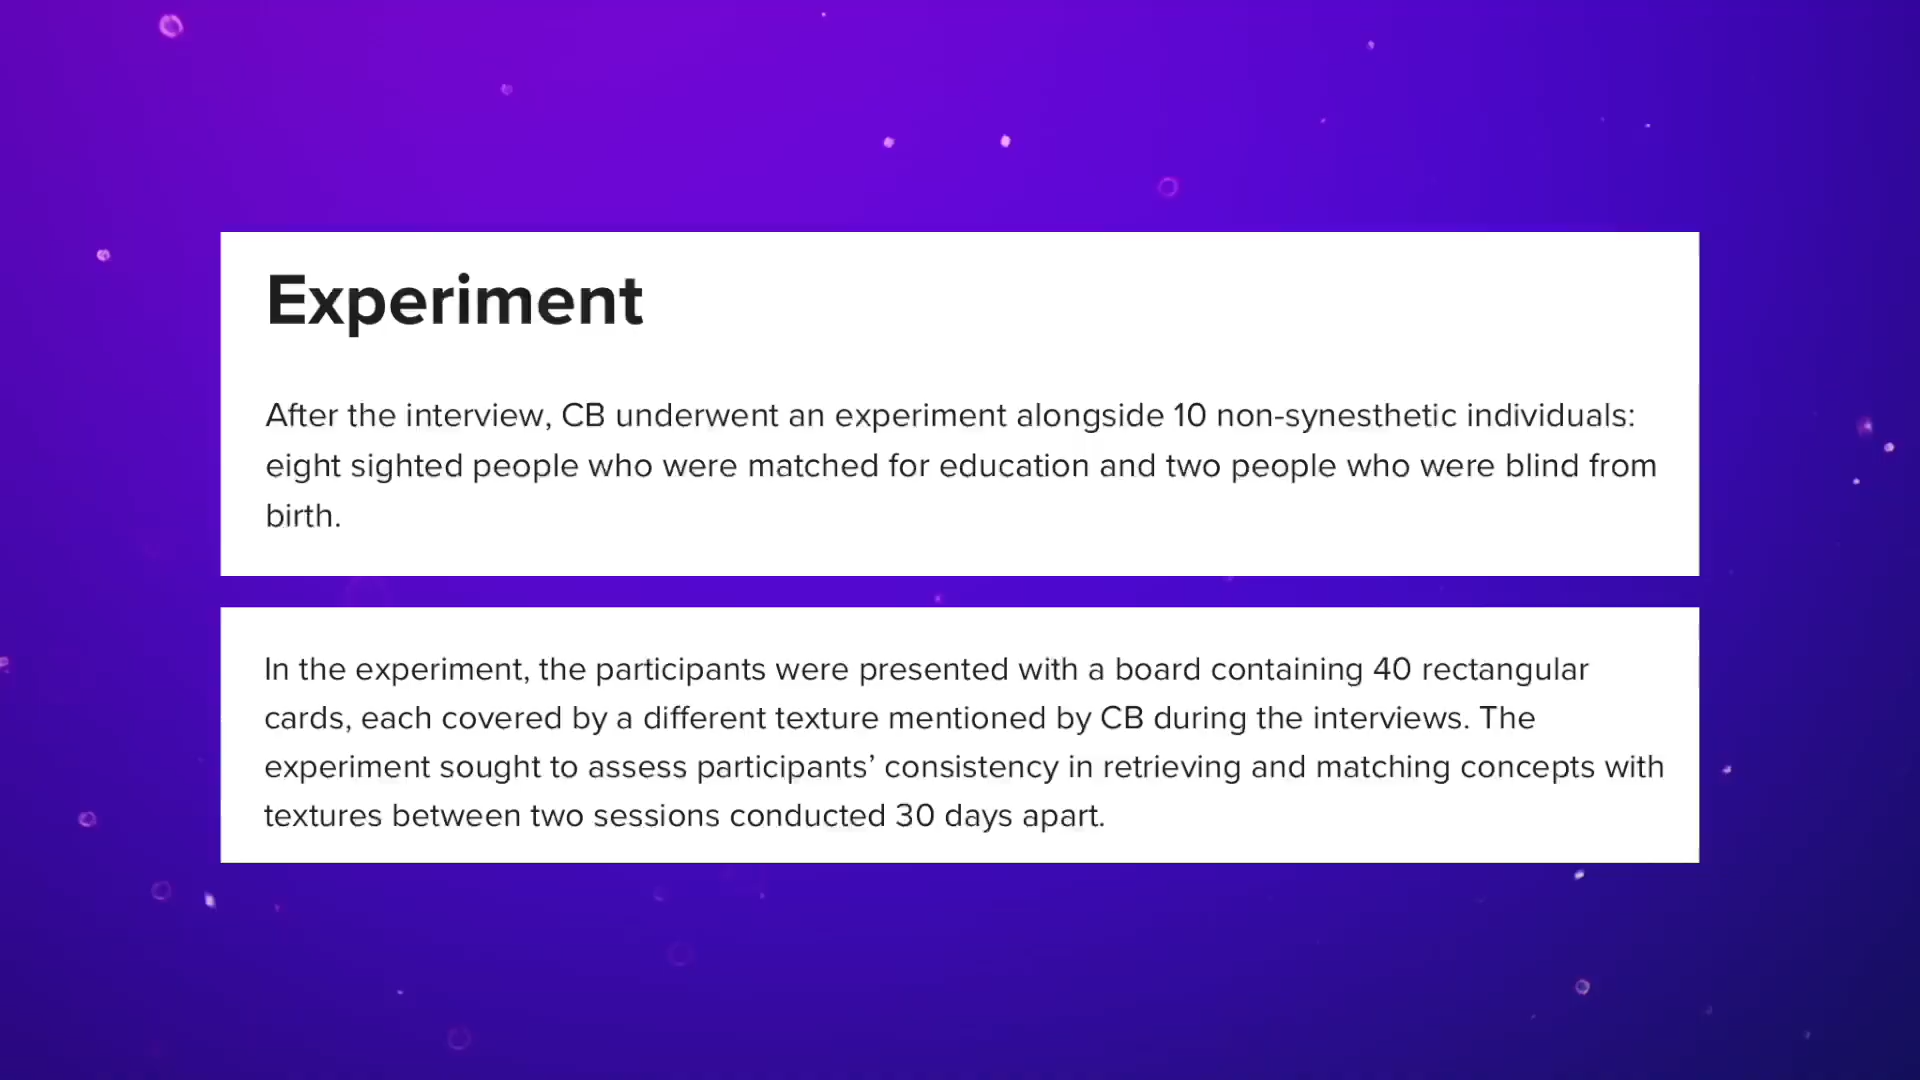 Experiment
After the interview, CB underwent an experiment alongside 10 non-synesthetic individuals:
eight sighted people who were matched for education and two people who were blind from
birth.
In the experiment, the participants were presented with a board containing 40 rectangular
cards, each covered by a different texture mentioned by CB during the interviews. The
experiment sought to assess participants’ consistency in retrieving and matching concepts with
textures between two sessions conducted 30 days apart.